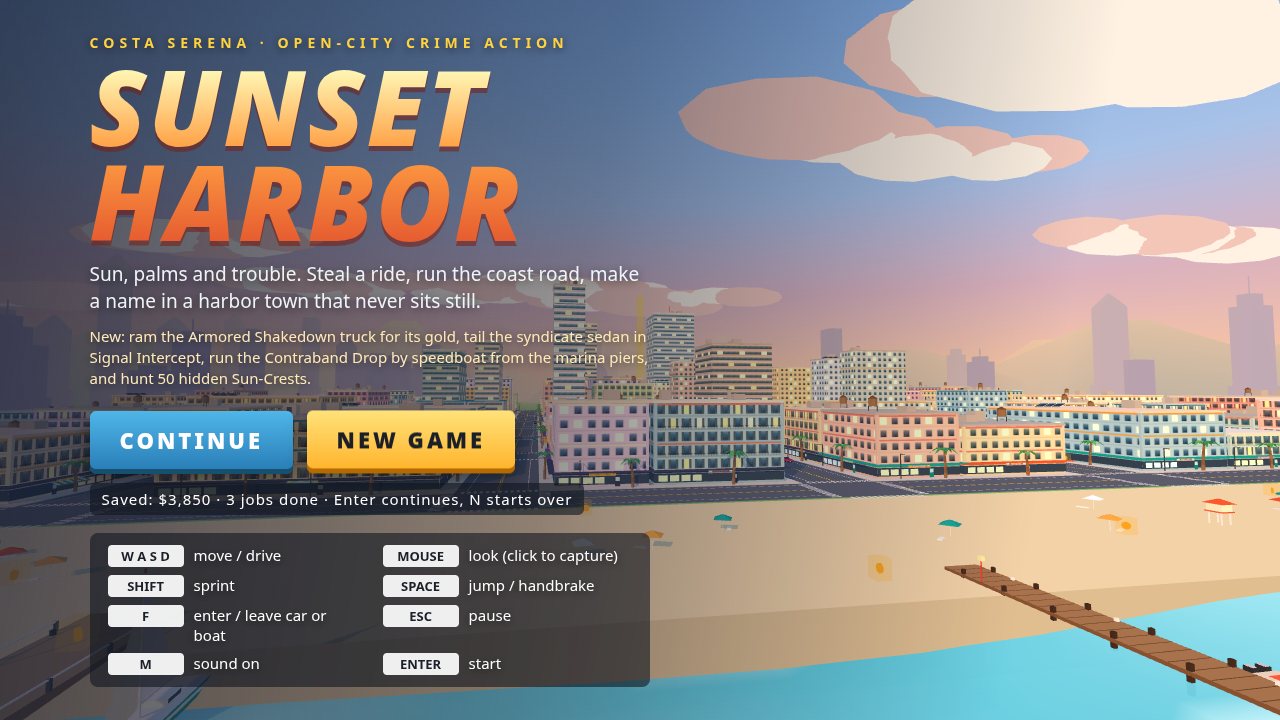 COSTA SERENA · OPEN-CITY CRIME ACTION
SUNSET
HARBOR
Sun, palms and trouble. Steal a ride, run the coast road, make
a name in a harbor town that never sits still.
New: ram the Armored Shakedown truck for its gold, tail the syndicate sedan in
Signal Intercept, run the Contraband Drop by speedboat from the marina piers,
and hunt 50 hidden Sun-Crests.
CONTINUE NEW GAME
Saved: $3,850 · 3 jobs done · Enter continues, N starts over
W A S D move / drive MOUSE look (click to capture)
SHIFT sprint SPACE jump / handbrake
F enter / leave car or ESC pause
boat
M sound on ENTER start